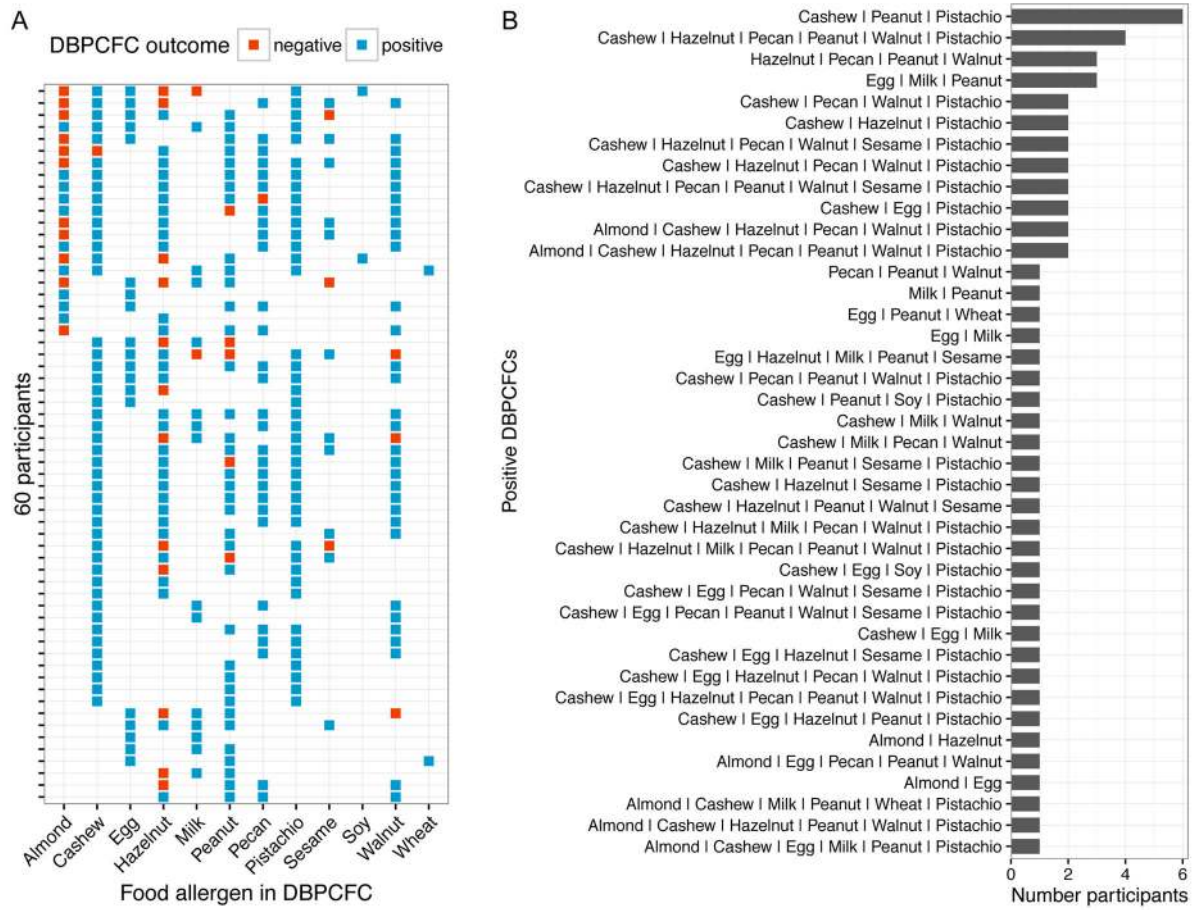 A
DBPCFC outcome negative positive
60 participants
Almond
Cashew
Egg
Hazelnut
Milk
Peanut
Pecan
Pistachio
Sesame
Soy
Walnut
Wheat
Food allergen in DBPCFC
B
Positive DBPCFCs
Cashew | Peanut | Pistachio
Cashew | Hazelnut | Pecan | Peanut | Walnut | Pistachio
Hazelnut | Pecan | Peanut | Walnut
Egg | Milk | Peanut
Cashew | Pecan | Walnut | Pistachio
Cashew | Hazelnut | Pistachio
Cashew | Hazelnut | Pecan | Walnut | Sesame | Pistachio
Cashew | Hazelnut | Pecan | Walnut | Pistachio
Cashew | Hazelnut | Pecan | Peanut | Walnut | Sesame | Pistachio
Cashew | Egg | Pistachio
Almond | Cashew | Hazelnut | Pecan | Walnut | Pistachio
Almond | Cashew | Hazelnut | Pecan | Peanut | Walnut | Pistachio
Pecan | Peanut | Walnut
Milk | Peanut
Egg | Peanut | Wheat
Egg | Milk
Egg | Hazelnut | Milk | Peanut | Sesame
Cashew | Pecan | Peanut | Walnut | Pistachio
Cashew | Peanut | Soy | Pistachio
Cashew | Milk | Walnut
Cashew | Milk | Pecan | Walnut
Cashew | Milk | Peanut | Sesame | Pistachio
Cashew | Hazelnut | Sesame | Pistachio
Cashew | Hazelnut | Peanut | Walnut | Sesame
Cashew | Hazelnut | Milk | Pecan | Walnut | Pistachio
Cashew | Hazelnut | Milk | Pecan | Peanut | Walnut | Pistachio
Cashew | Egg | Soy | Pistachio
Cashew | Egg | Pecan | Walnut | Sesame | Pistachio
Cashew | Egg | Pecan | Peanut | Walnut | Sesame | Pistachio
Cashew | Egg | Milk
Cashew | Egg | Hazelnut | Sesame | Pistachio
Cashew | Egg | Hazelnut | Pecan | Walnut | Pistachio
Cashew | Egg | Hazelnut | Pecan | Peanut | Walnut | Pistachio
Cashew | Egg | Hazelnut | Peanut | Pistachio
Almond | Hazelnut
Almond | Egg | Pecan | Peanut | Walnut
Almond | Egg
Almond | Cashew | Milk | Peanut | Wheat | Pistachio
Almond | Cashew | Hazelnut | Peanut | Walnut | Pistachio
Almond | Cashew | Egg | Milk | Peanut | Pistachio
0 2 4 6
Number participants